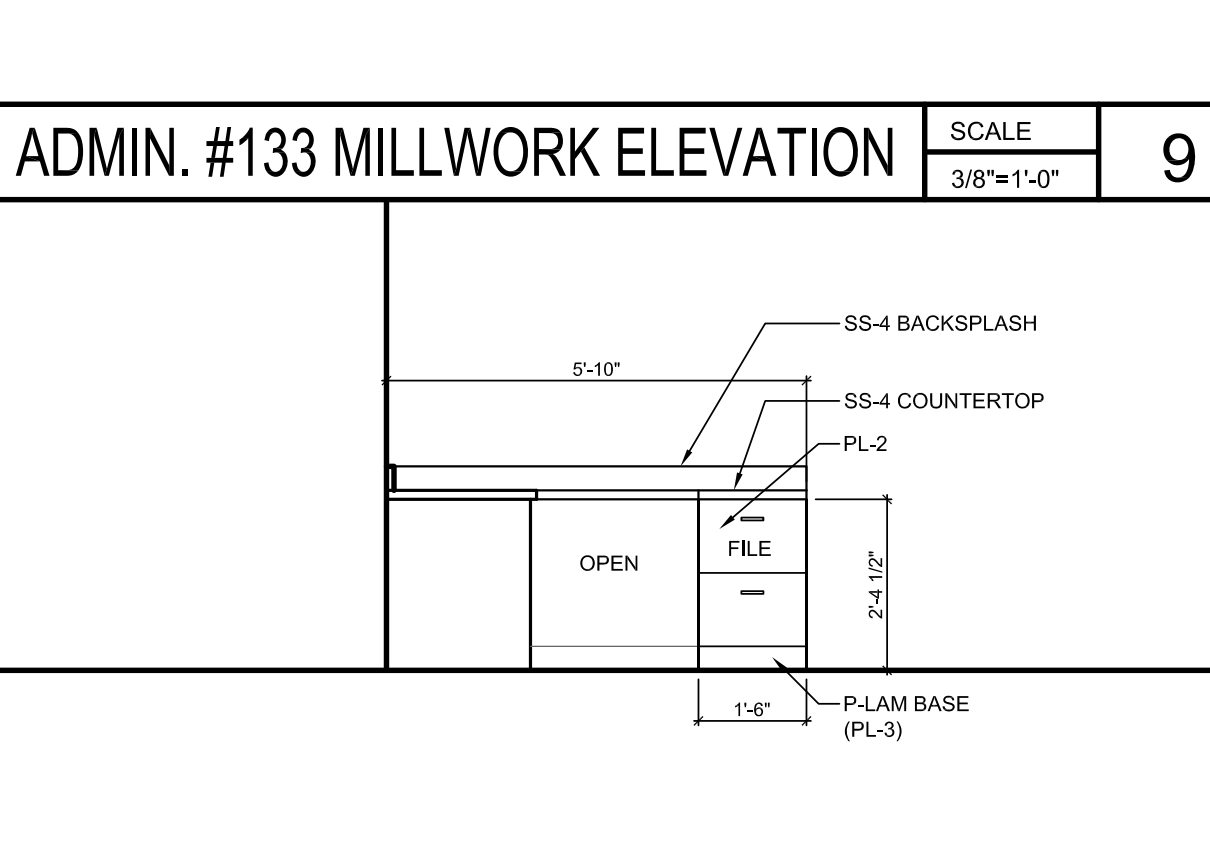 ADMIN. #133 MILLWORK ELEVATION
SCALE
3/8"=1'-0"
9
SS-4 BACKSPLASH
5'-10"
SS-4 COUNTERTOP
PL-2
FILE
OPEN
2'-4 1/2"
1'-6"
P-LAM BASE
(PL-3)